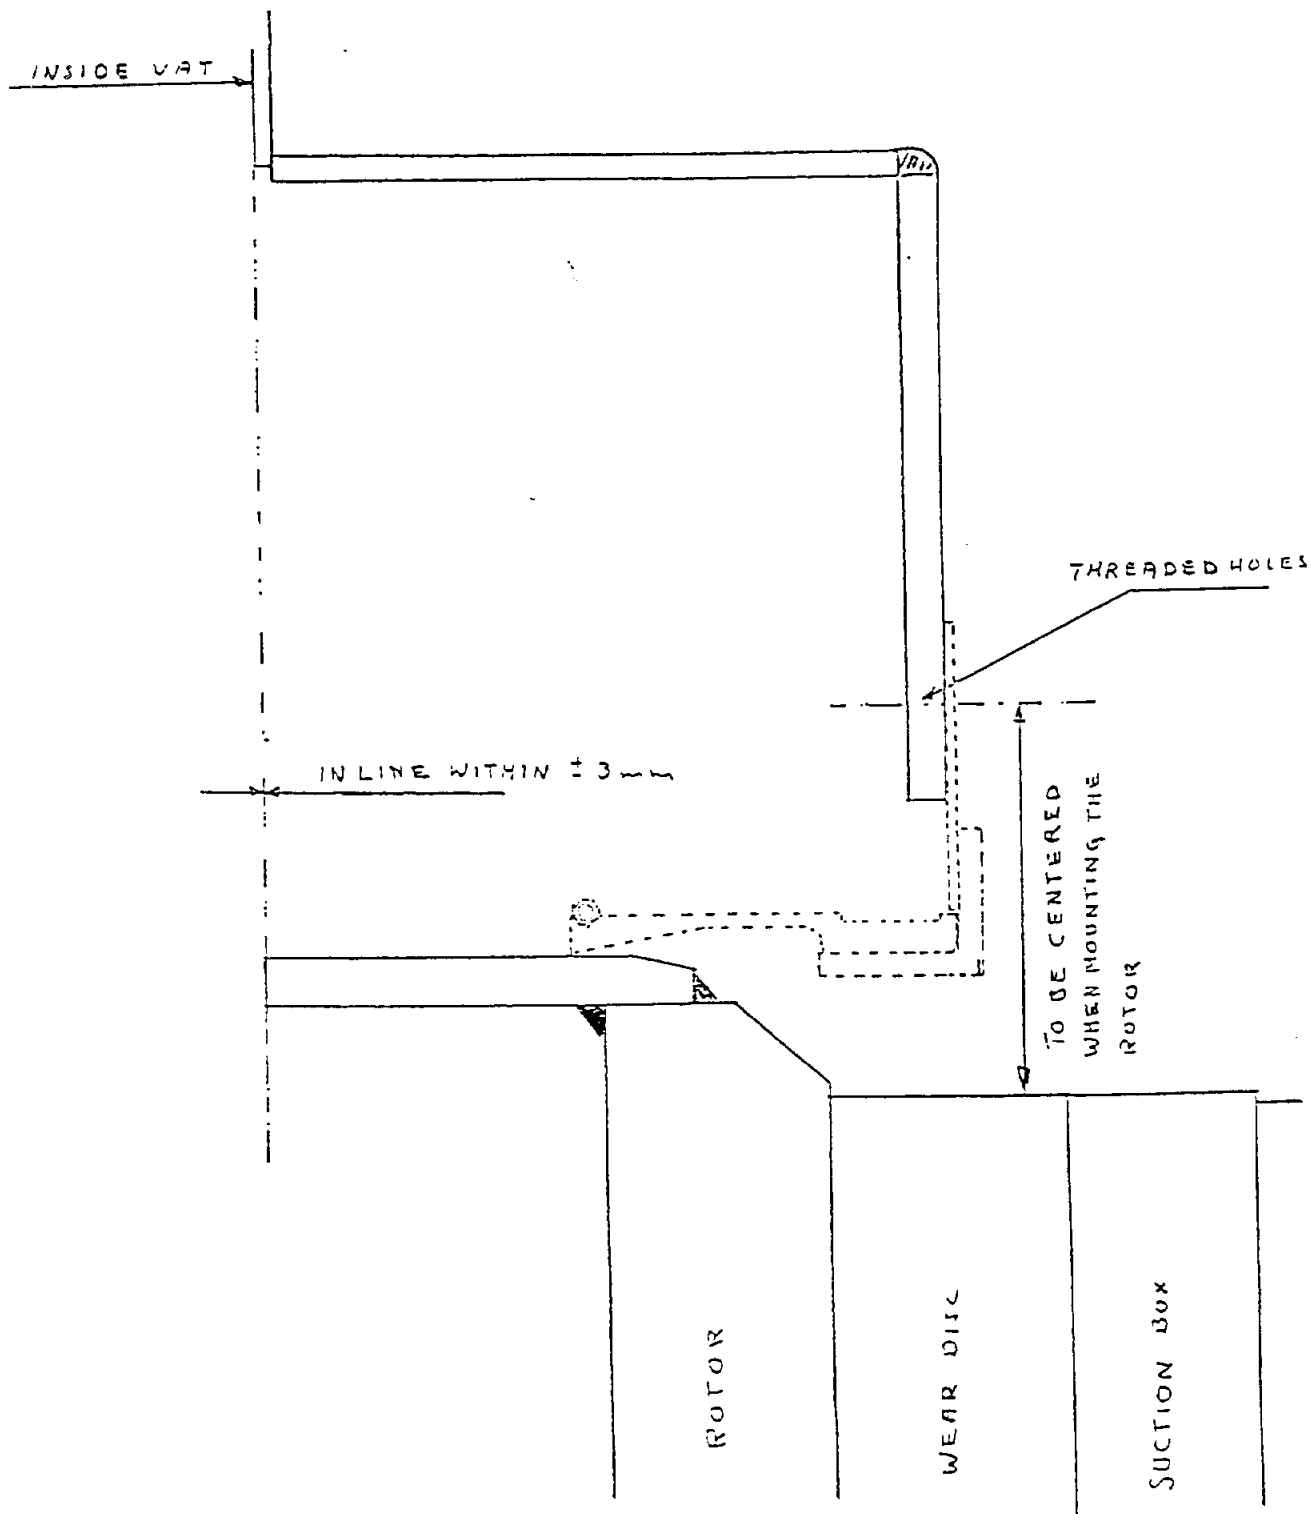 INSIDE VAT
THREADED HOLES
IN LINE WITHIN ± 3mm
TO BE CENTERED
WHEN MOUNTING THE
ROTOR
ROTOR
WEAR DISC
SUCTION BOX